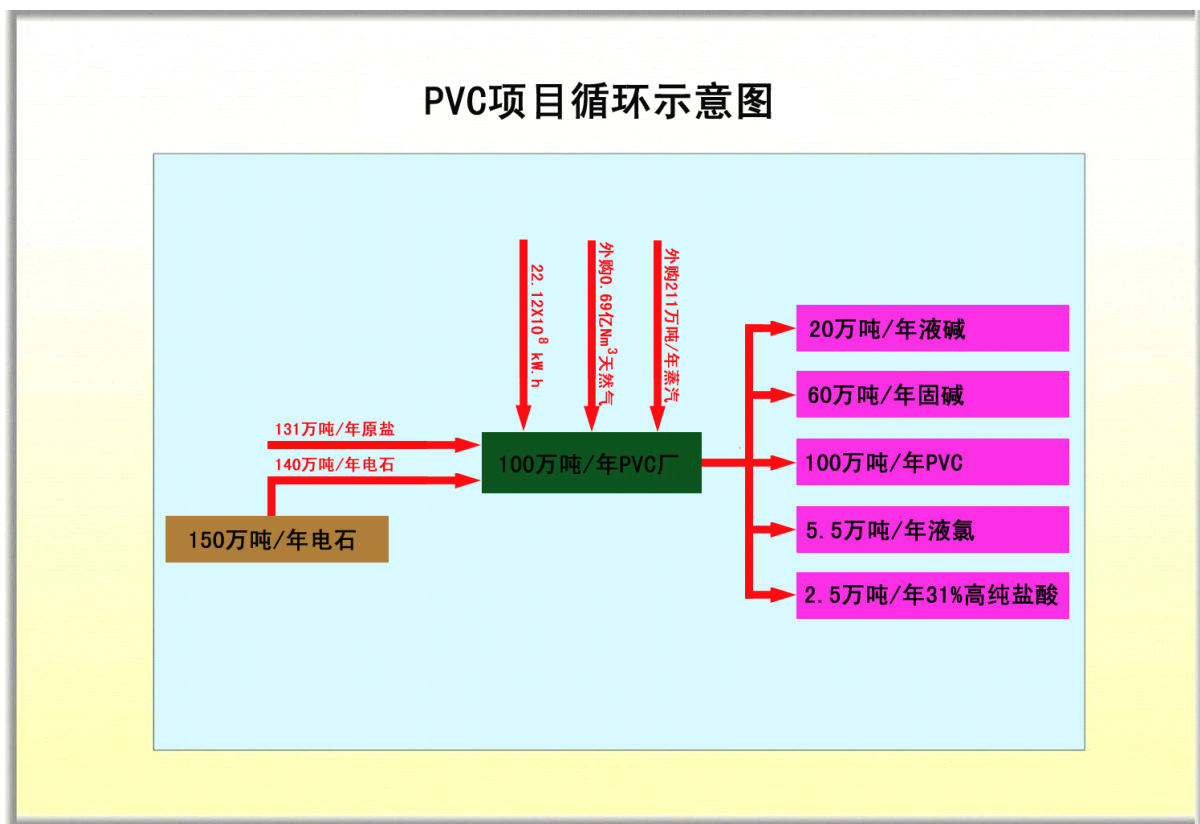 PVC项目循环示意图
22.12X10⁸ kW.h
外购0.69亿Nm³天然气
外购211万吨/年蒸汽
131万吨/年原盐
140万吨/年电石
150万吨/年电石
100万吨/年PVC厂
20万吨/年液碱
60万吨/年固碱
100万吨/年PVC
5.5万吨/年液氯
2.5万吨/年31%高纯盐酸